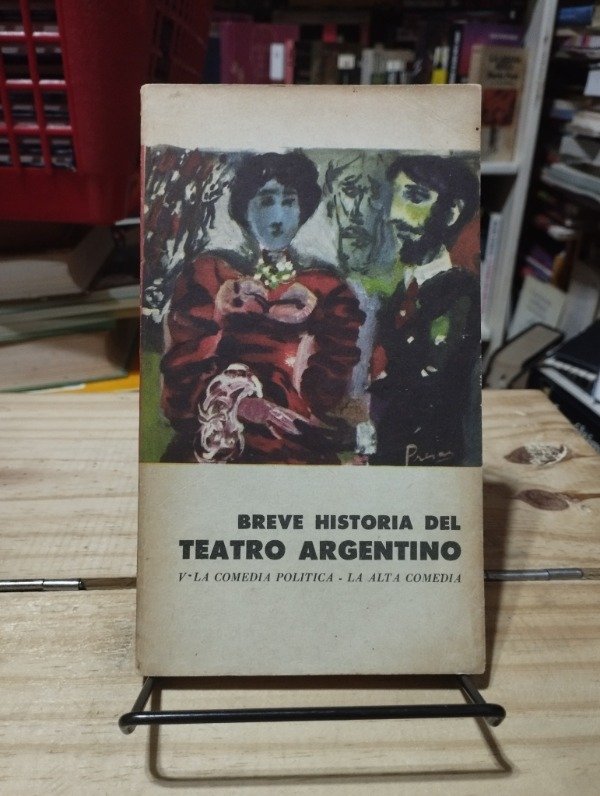 BREVE HISTORIA DEL
TEATRO ARGENTINO
V - LA COMEDIA POLITICA - LA ALTA COMEDIA